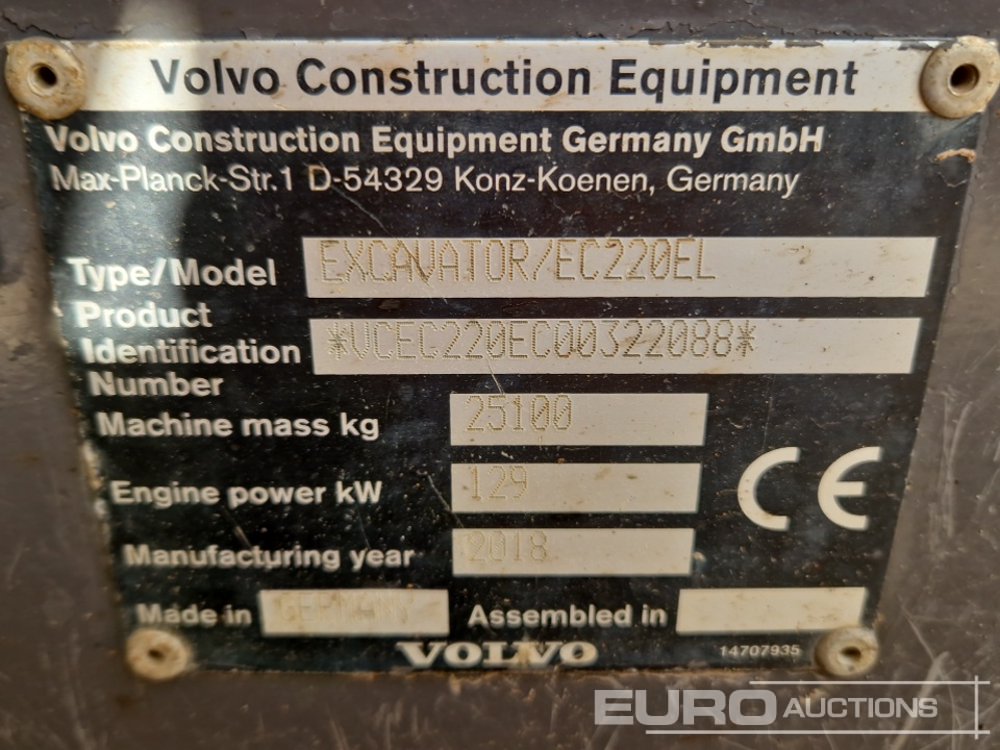 Volvo Construction Equipment
Volvo Construction Equipment Germany GmbH
Max-Planck-Str.1 D-54329 Konz-Koenen, Germany
Type/Model EXCAVATOR/EC220EL
Product
Identification *VCEC220EC00322088*
Number
Machine mass kg 25100
Engine power kW 129
CE
Manufacturing year 2018
Made in GERMANY Assembled in
VOLVO 14707935
EURO AUCTIONS